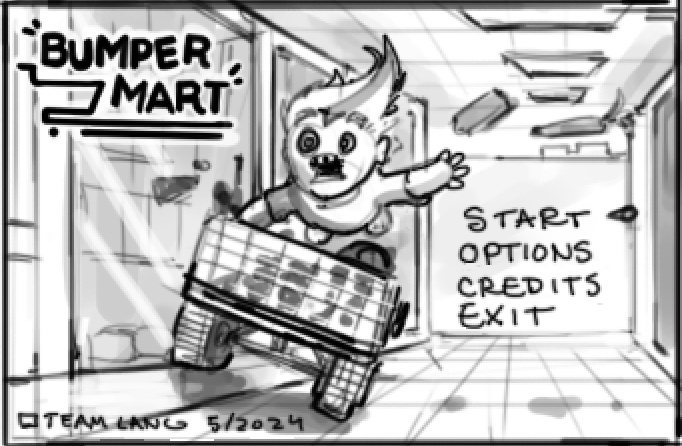 BUMPER
MART
START
OPTIONS
CREDITS
EXIT
TEAM LANG 5/2024